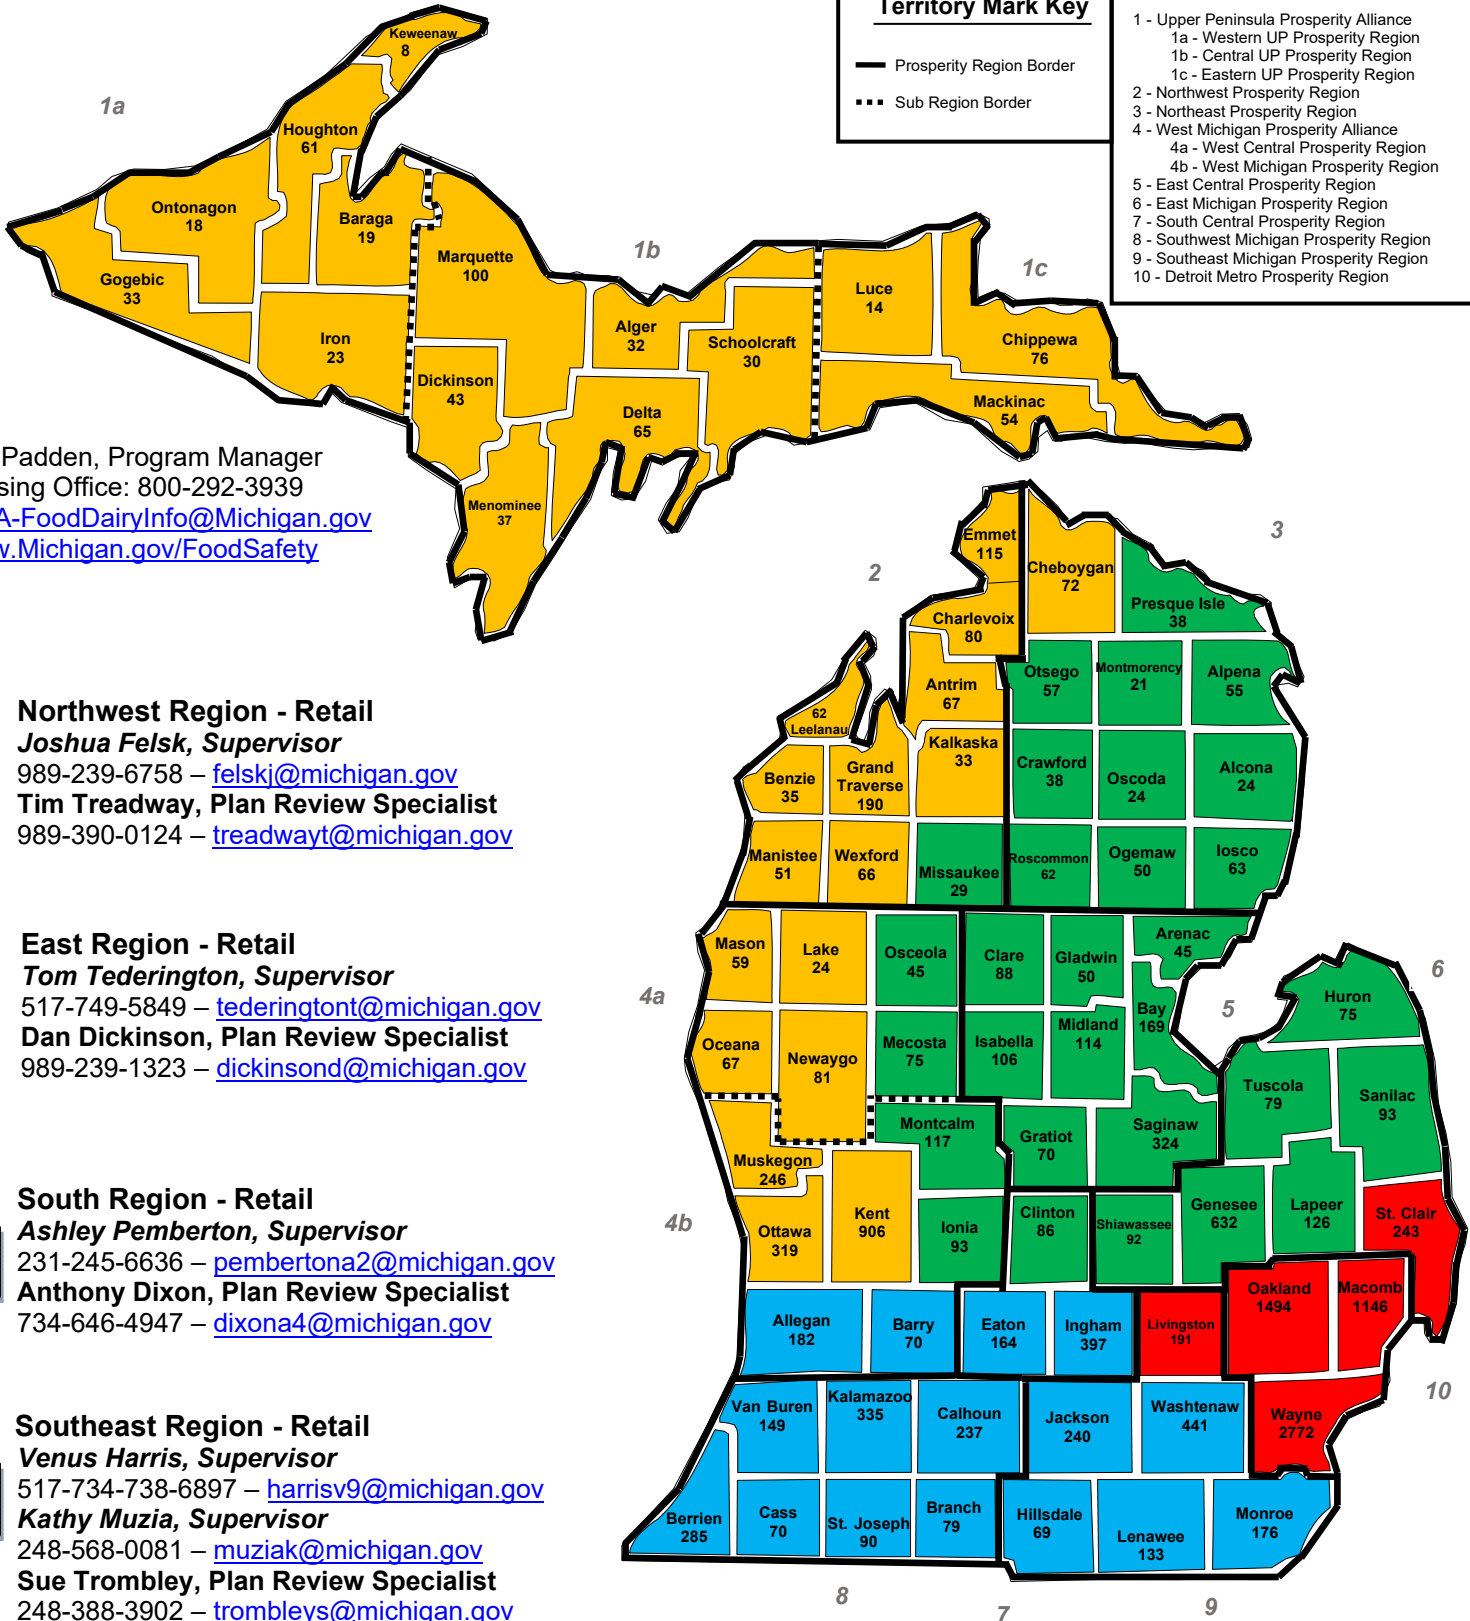 Territory Mark Key
Prosperity Region Border
Sub Region Border
1 - Upper Peninsula Prosperity Alliance
1a - Western UP Prosperity Region
1b - Central UP Prosperity Region
1c - Eastern UP Prosperity Region
2 - Northwest Prosperity Region
3 - Northeast Prosperity Region
4 - West Michigan Prosperity Alliance
4a - West Central Prosperity Region
4b - West Michigan Prosperity Region
5 - East Central Prosperity Region
6 - East Michigan Prosperity Region
7 - South Central Prosperity Region
8 - Southwest Michigan Prosperity Region
9 - Southeast Michigan Prosperity Region
10 - Detroit Metro Prosperity Region
1a
1b
1c
Keweenaw
8
Houghton
61
Ontonagon
18
Baraga
19
Gogebic
33
Marquette
100
Iron
23
Dickinson
43
Alger
32
Schoolcraft
30
Luce
14
Chippewa
76
Mackinac
54
Delta
65
Menominee
37
Padden, Program Manager
sing Office: 800-292-3939
A-FoodDairyInfo@Michigan.gov
w.Michigan.gov/FoodSafety
Northwest Region - Retail
Joshua Felsk, Supervisor
989-239-6758 – felskj@michigan.gov
Tim Treadway, Plan Review Specialist
989-390-0124 – treadwayt@michigan.gov
East Region - Retail
Tom Tederington, Supervisor
517-749-5849 – tederingtont@michigan.gov
Dan Dickinson, Plan Review Specialist
989-239-1323 – dickinsond@michigan.gov
South Region - Retail
Ashley Pemberton, Supervisor
231-245-6636 – pembertona2@michigan.gov
Anthony Dixon, Plan Review Specialist
734-646-4947 – dixona4@michigan.gov
Southeast Region - Retail
Venus Harris, Supervisor
517-734-738-6897 – harrisv9@michigan.gov
Kathy Muzia, Supervisor
248-568-0081 – muziak@michigan.gov
Sue Trombley, Plan Review Specialist
248-388-3902 – trombleys@michigan.gov
2
3
Emmet
115
Cheboygan
72
Presque Isle
38
Charlevoix
80
Otsego
57
Montmorency
21
Alpena
55
Antrim
67
62
Leelanau
Kalkaska
33
Benzie
35
Grand
Traverse
190
Crawford
38
Oscoda
24
Alcona
24
Manistee
51
Wexford
66
Missaukee
29
Roscommon
62
Ogemaw
50
Iosco
63
4a
5
6
Mason
59
Lake
24
Osceola
45
Clare
88
Gladwin
50
Arenac
45
Oceana
67
Newaygo
81
Mecosta
75
Isabella
106
Midland
114
Bay
169
Huron
75
Tuscola
79
Sanilac
93
Muskegon
246
Montcalm
117
Gratiot
70
Saginaw
324
4b
Ottawa
319
Kent
906
Ionia
93
Clinton
86
Shiawassee
92
Genesee
632
Lapeer
126
St. Clair
243
Allegan
182
Barry
70
Eaton
164
Ingham
397
Livingston
191
Oakland
1494
Macomb
1146
10
Van Buren
149
Kalamazoo
335
Calhoun
237
Jackson
240
Washtenaw
441
Wayne
2772
Berrien
285
Cass
70
St. Joseph
90
Branch
79
Hillsdale
69
Lenawee
133
Monroe
176
8
7
9